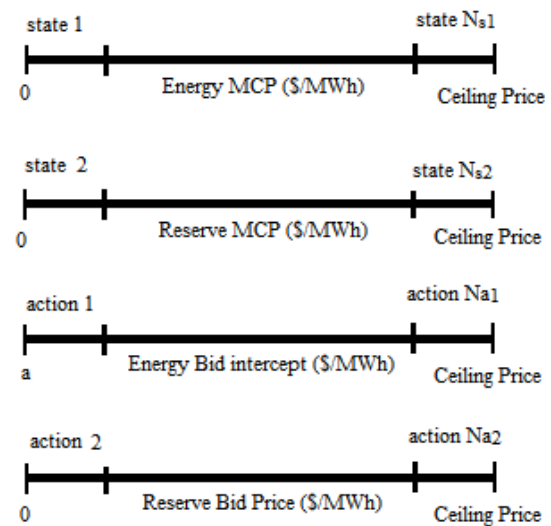 state 1 state Ns1
0 Energy MCP ($/MWh) Ceiling Price
state 2 state Ns2
0 Reserve MCP ($/MWh) Ceiling Price
action 1 action Na1
a Energy Bid intercept ($/MWh) Ceiling Price
action 2 action Na2
0 Reserve Bid Price ($/MWh) Ceiling Price